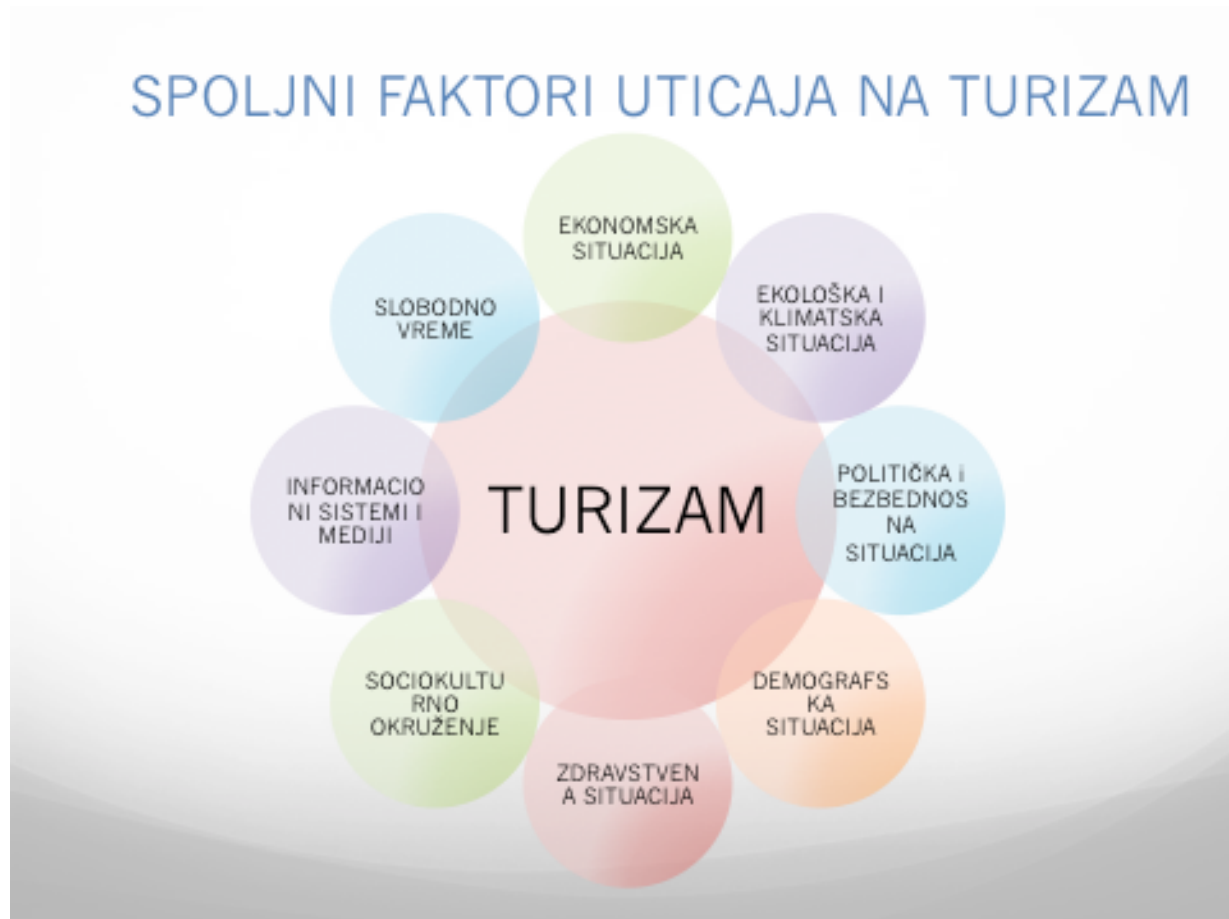 SPOLJNI FAKTORI UTICAJA NA TURIZAM
EKONOMSKA
SITUACIJA
EKOLOŠKA I
KLIMATSKA
SITUACIJA
POLITIČKA i
BEZBEDNOS
NA
SITUACIJA
DEMOGRAFS
KA
SITUACIJA
ZDRAVSTVEN
A SITUACIJA
SOCIOKULTU
RNO
OKRUŽENJE
INFORMACIO
NI SISTEMI I
MEDIJI
SLOBODNO
VREME
TURIZAM